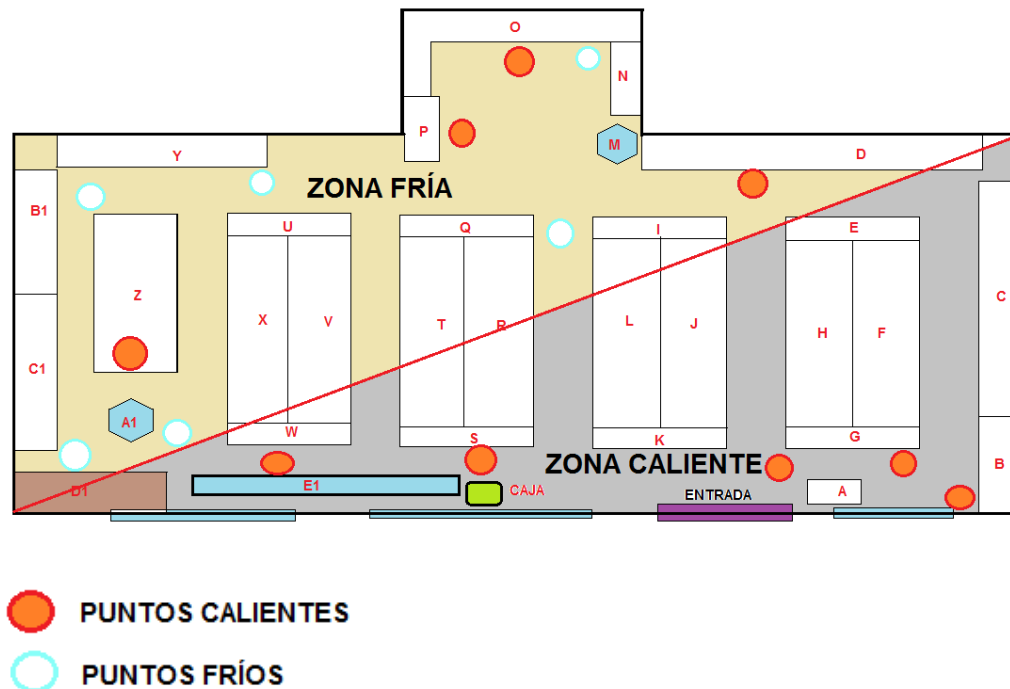 O
N
P
M
D
Y
ZONA FRÍA
B1
U
Q
I
E
Z
X
V
T
R
L
J
H
F
C
C1
A1
W
S
K
G
ZONA CALIENTE
B
D1
E1
CAJA
ENTRADA
A
PUNTOS CALIENTES
PUNTOS FRÍOS